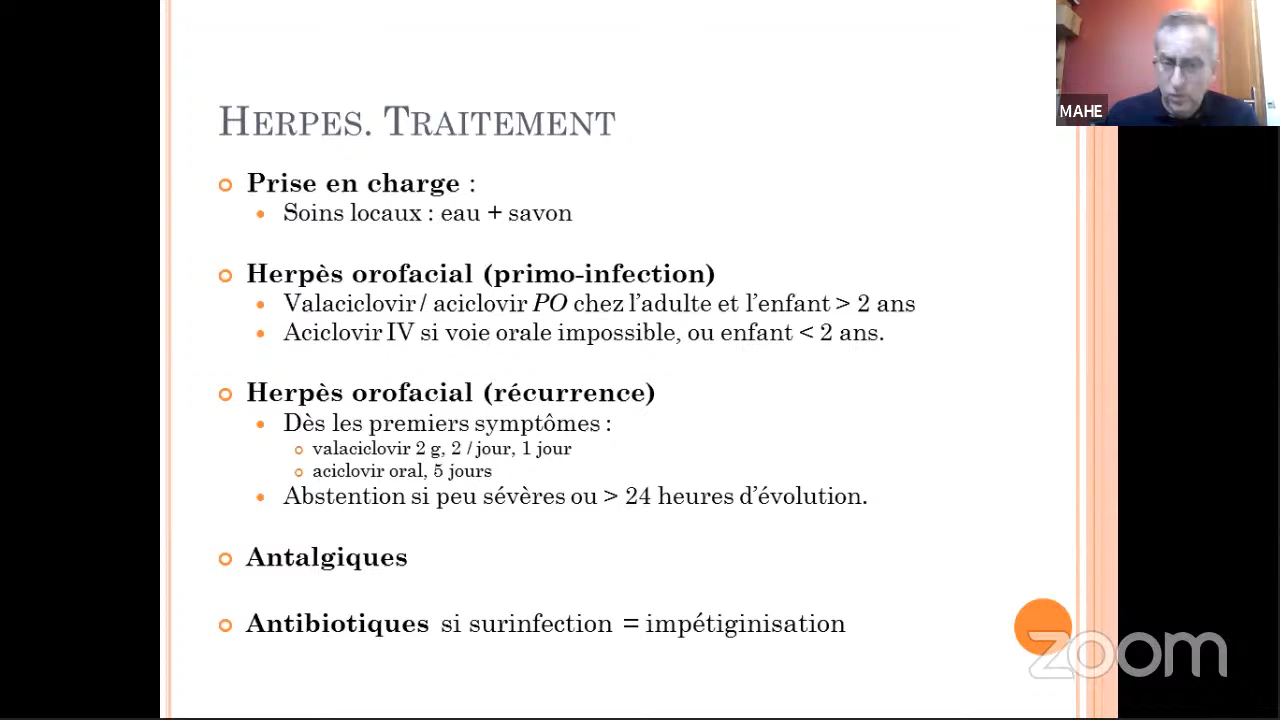 MAHE
HERPES. TRAITEMENT
Prise en charge :
Soins locaux : eau + savon
Herpès orofacial (primo-infection)
Valaciclovir / aciclovir PO chez l'adulte et l'enfant > 2 ans
Aciclovir IV si voie orale impossible, ou enfant < 2 ans.
Herpès orofacial (récurrence)
Dès les premiers symptômes :
valaciclovir 2 g, 2 / jour, 1 jour
aciclovir oral, 5 jours
Abstention si peu sévères ou > 24 heures d'évolution.
Antalgiques
Antibiotiques si surinfection = impétiginisation
zoom